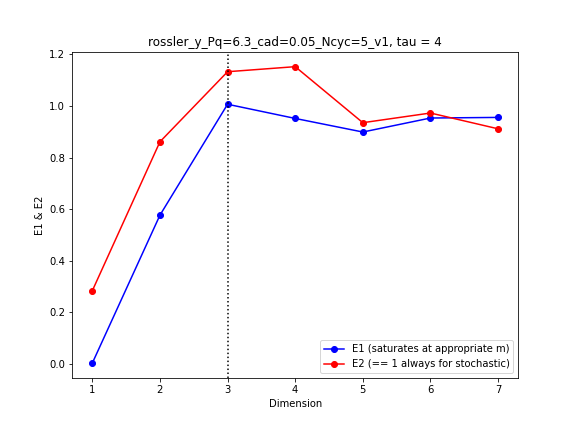 rossler_y_Pq=6.3_cad=0.05_Ncyc=5_v1, tau = 4
1.2
1.0
0.8
0.6
0.4
0.2
0.0
E1 & E2
E1 (saturates at appropriate m)
E2 (== 1 always for stochastic)
1 2 3 4 5 6 7
Dimension